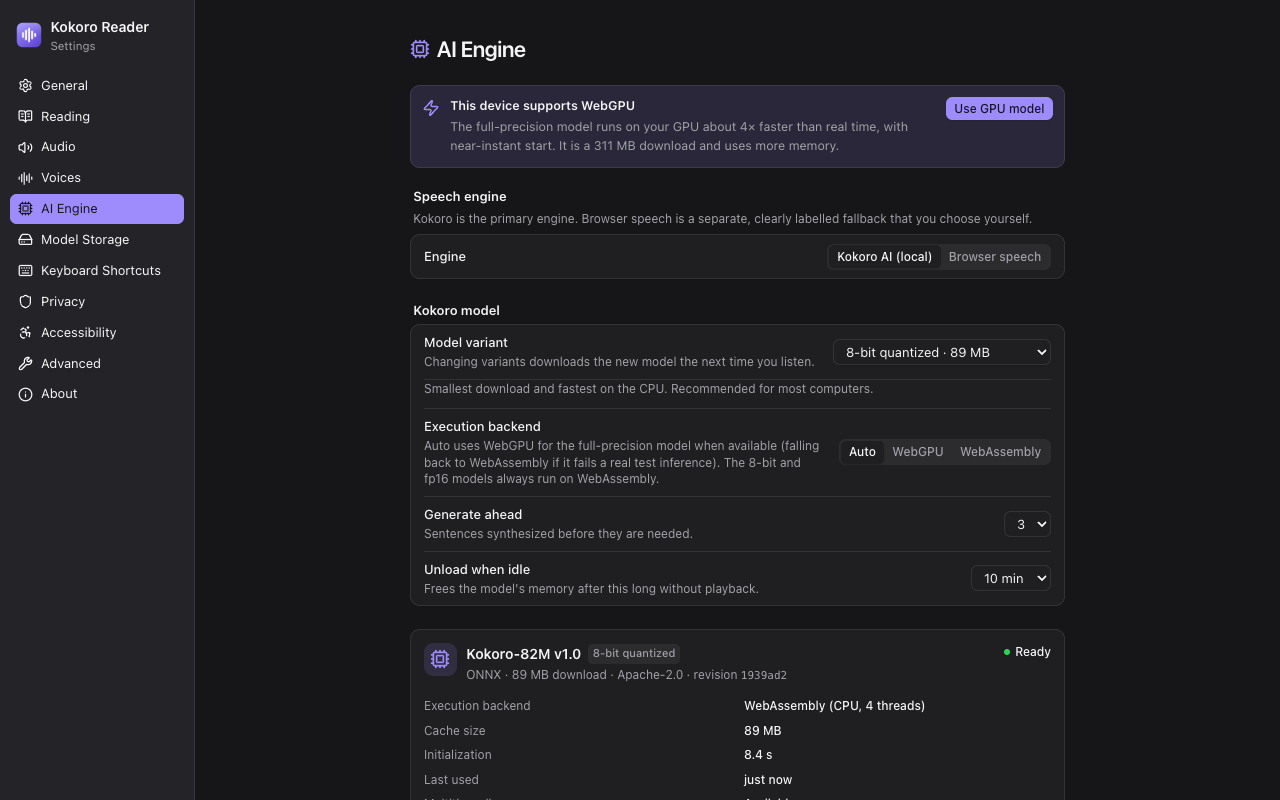 Kokoro Reader
Settings
General
Reading
Audio
Voices
AI Engine
Model Storage
Keyboard Shortcuts
Privacy
Accessibility
Advanced
About
AI Engine
This device supports WebGPU
Use GPU model
The full-precision model runs on your GPU about 4× faster than real time, with
near-instant start. It is a 311 MB download and uses more memory.
Speech engine
Kokoro is the primary engine. Browser speech is a separate, clearly labelled fallback that you choose yourself.
Engine
Kokoro AI (local) Browser speech
Kokoro model
Model variant
Changing variants downloads the new model the next time you listen.
8-bit quantized · 89 MB
Smallest download and fastest on the CPU. Recommended for most computers.
Execution backend
Auto uses WebGPU for the full-precision model when available (falling
back to WebAssembly if it fails a real test inference). The 8-bit and
fp16 models always run on WebAssembly.
Auto WebGPU WebAssembly
Generate ahead
Sentences synthesized before they are needed.
3
Unload when idle
Frees the model's memory after this long without playback.
10 min
Kokoro-82M v1.0 8-bit quantized
Ready
ONNX · 89 MB download · Apache-2.0 · revision 1939ad2
Execution backend WebAssembly (CPU, 4 threads)
Cache size 89 MB
Initialization 8.4 s
Last used just now